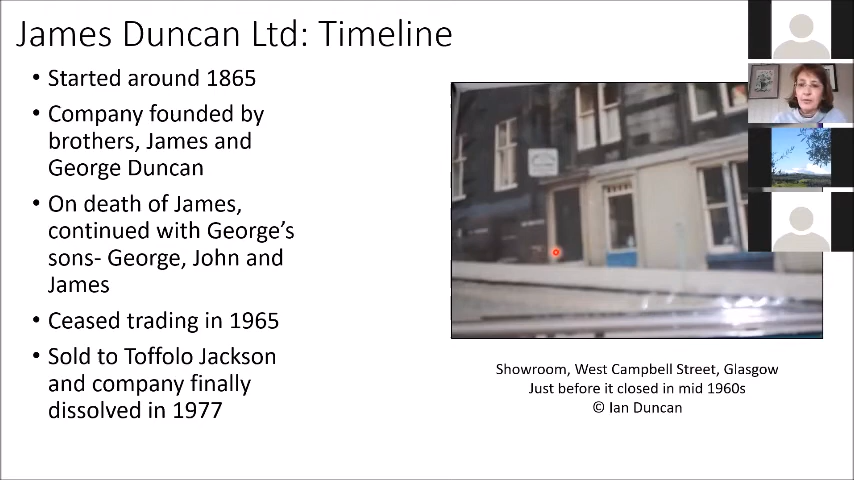 James Duncan Ltd: Timeline
• Started around 1865
• Company founded by
brothers, James and
George Duncan
• On death of James,
continued with George's
sons- George, John and
James
• Ceased trading in 1965
• Sold to Toffolo Jackson
and company finally
dissolved in 1977
Showroom, West Campbell Street, Glasgow
Just before it closed in mid 1960s
© Ian Duncan